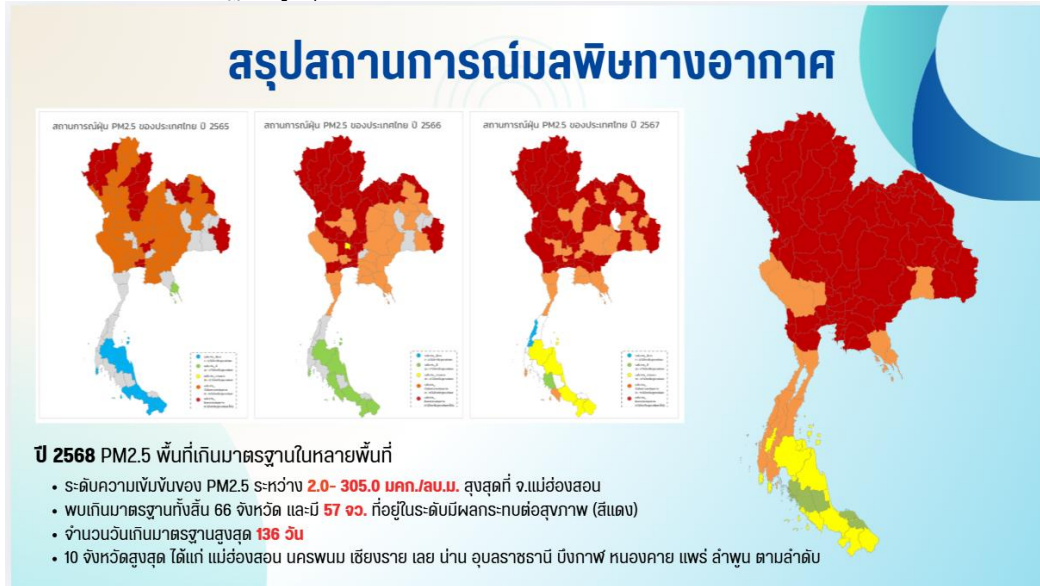 สรุปสถานการณ์มลพิษทางอากาศ
สถานการณ์ฝุ่น PM2.5 ของประเทศไทย ปี 2565
สถานการณ์ฝุ่น PM2.5 ของประเทศไทย ปี 2566
สถานการณ์ฝุ่น PM2.5 ของประเทศไทย ปี 2567
ปี 2568 PM2.5 พื้นที่เกินมาตรฐานในหลายพื้นที่
• ระดับความเข้มข้นของ PM2.5 ระหว่าง 2.0- 305.0 มคก./ลบ.ม. สูงสุดที่ จ.แม่ฮ่องสอน
• พบเกินมาตรฐานทั้งสิ้น 66 จังหวัด และมี 57 จว. ที่อยู่ในระดับมีผลกระทบต่อสุขภาพ (สีแดง)
• จำนวนวันเกินมาตรฐานสูงสุด 136 วัน
• 10 จังหวัดสูงสุด ได้แก่ แม่ฮ่องสอน นครพนม เชียงราย เลย น่าน อุบลราชธานี บึงกาฬ หนองคาย แพร่ ลำพูน ตามลำดับ